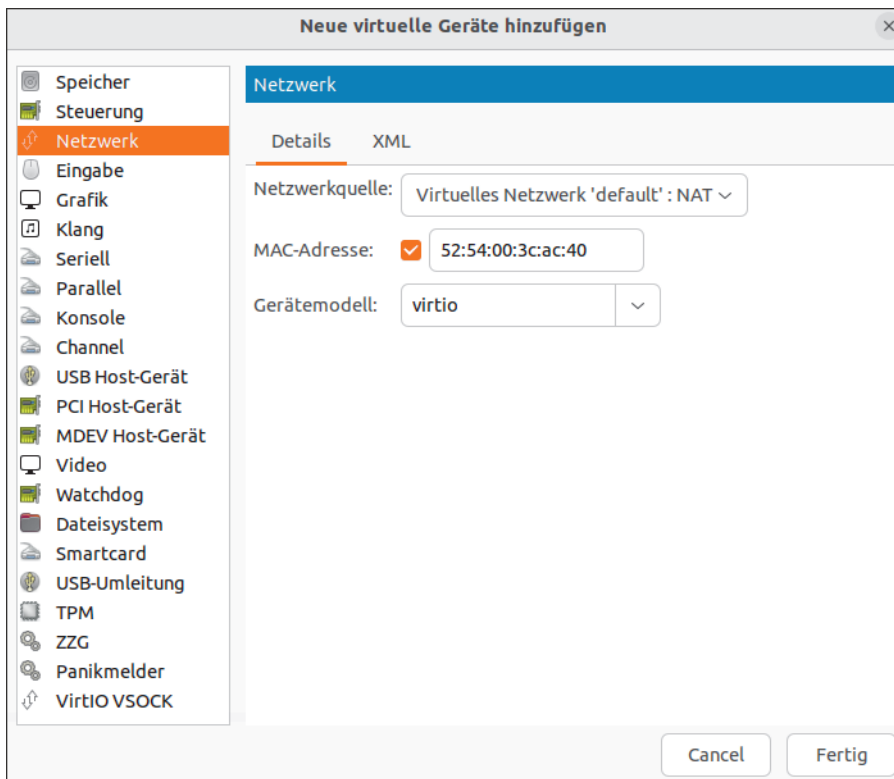 Neue virtuelle Geräte hinzufügen
Speicher
Steuerung
Netzwerk
Eingabe
Grafik
Klang
Seriell
Parallel
Konsole
Channel
USB Host-Gerät
PCI Host-Gerät
MDEV Host-Gerät
Video
Watchdog
Dateisystem
Smartcard
USB-Umleitung
TPM
ZZG
Panikmelder
VirtIO VSOCK
Netzwerk
Details XML
Netzwerkquelle: Virtuelles Netzwerk 'default' : NAT
MAC-Adresse: 52:54:00:3c:ac:40
Gerätemodell: virtio
Cancel Fertig